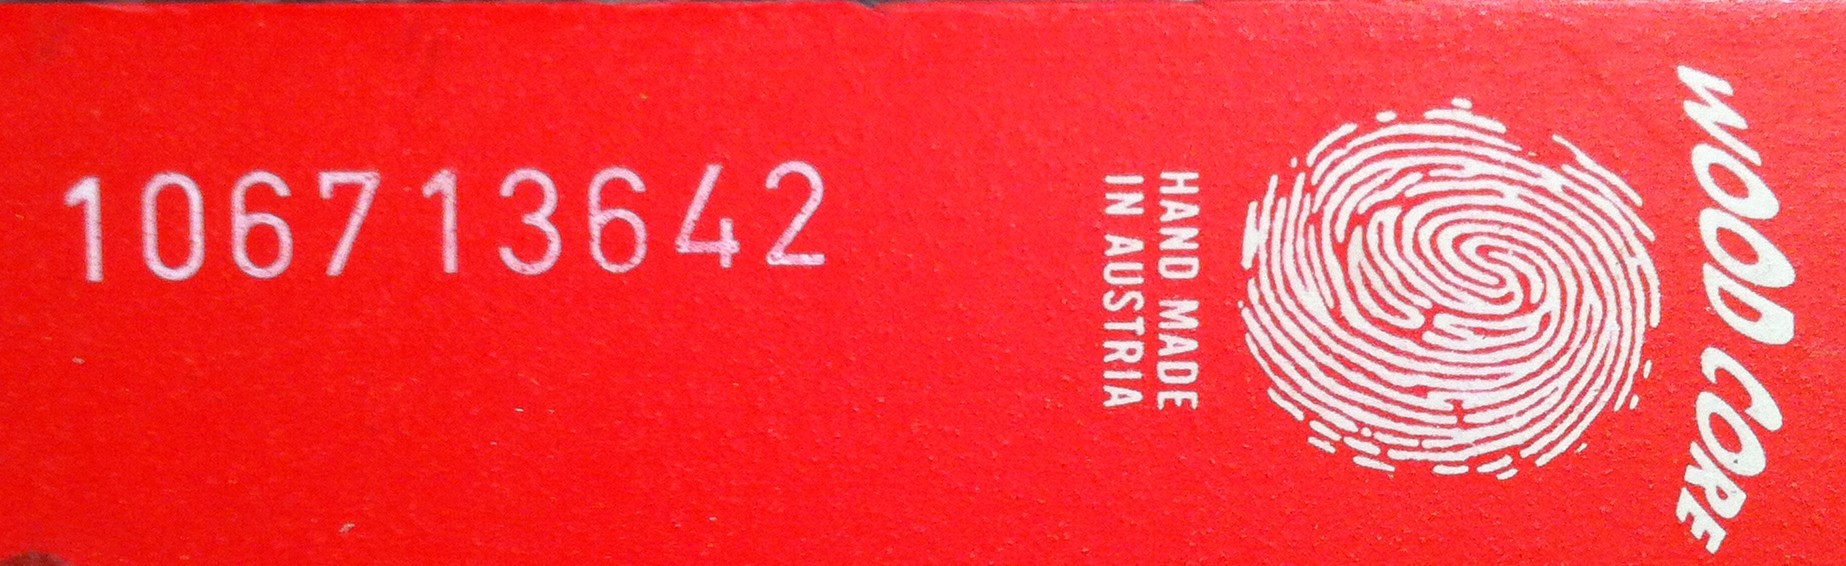 106713642
HAND MADE
IN AUSTRIA
WOOD CORE